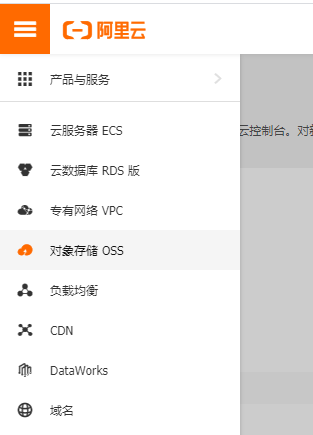 阿里云
产品与服务
云服务器 ECS
云控制台。对
云数据库 RDS 版
专有网络 VPC
对象存储 OSS
负载均衡
CDN
DataWorks
域名